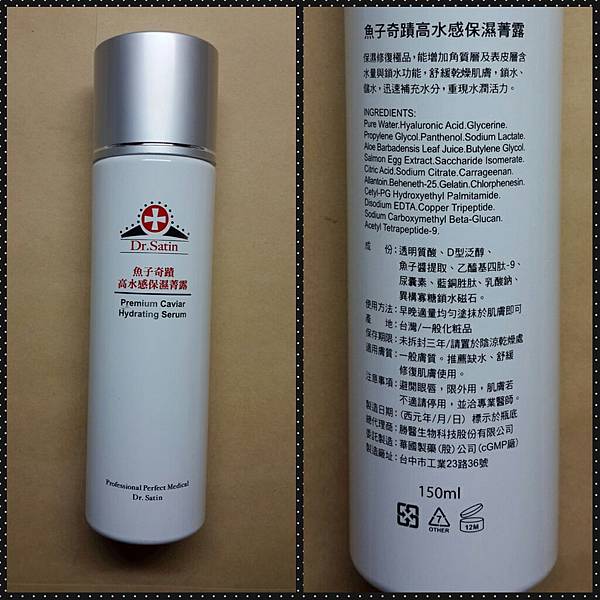 Dr.Satin
魚子奇蹟
高水感保濕菁露
Premium Caviar
Hydrating Serum
Professional Perfect Medical
Dr. Satin
魚子奇蹟高水感保濕菁露
保濕修復極品,能增加角質層及表皮層含
水量與鎖水功能,舒緩乾燥肌膚,鎖水、
儲水,迅速補充水分,重現水潤活力。
INGREDIENTS:
Pure Water.Hyaluronic Acid.Glycerine.
Propylene Glycol.Panthenol.Sodium Lactate.
Aloe Barbadensis Leaf Juice.Butylene Glycol.
Salmon Egg Extract.Saccharide Isomerate.
Citric Acid.Sodium Citrate.Carrageenan.
Allantoin.Beheneth-25.Gelatin.Chlorphenesin.
Cetyl-PG Hydroxyethyl Palmitamide.
Disodium EDTA.Copper Tripeptide.
Sodium Carboxymethyl Beta-Glucan.
Acetyl Tetrapeptide-9.
成 份:透明質酸、D型泛醇、
魚子醬提取、乙醯基四肽-9、
尿囊素、藍銅胜肽、乳酸鈉、
異構寡糖鎖水磁石。
使用方法:早晚適量均勻塗抹於肌膚即可
產 地:台灣/一般化粧品
保存期限:未拆封三年/請置於陰涼乾燥處
適用膚質:一般膚質。推薦缺水、舒緩
修復肌膚使用。
注意事項:避開眼唇,限外用,肌膚若
不適請停用,並洽專業醫師。
製造日期:(西元年/月/日) 標示於瓶底
總代理商:勝醫生物科技股份有限公司
委託製造:華國製藥(股)公司(cGMP廠)
製造廠址:台中市工業23路36號
150ml
7
OTHER
12M